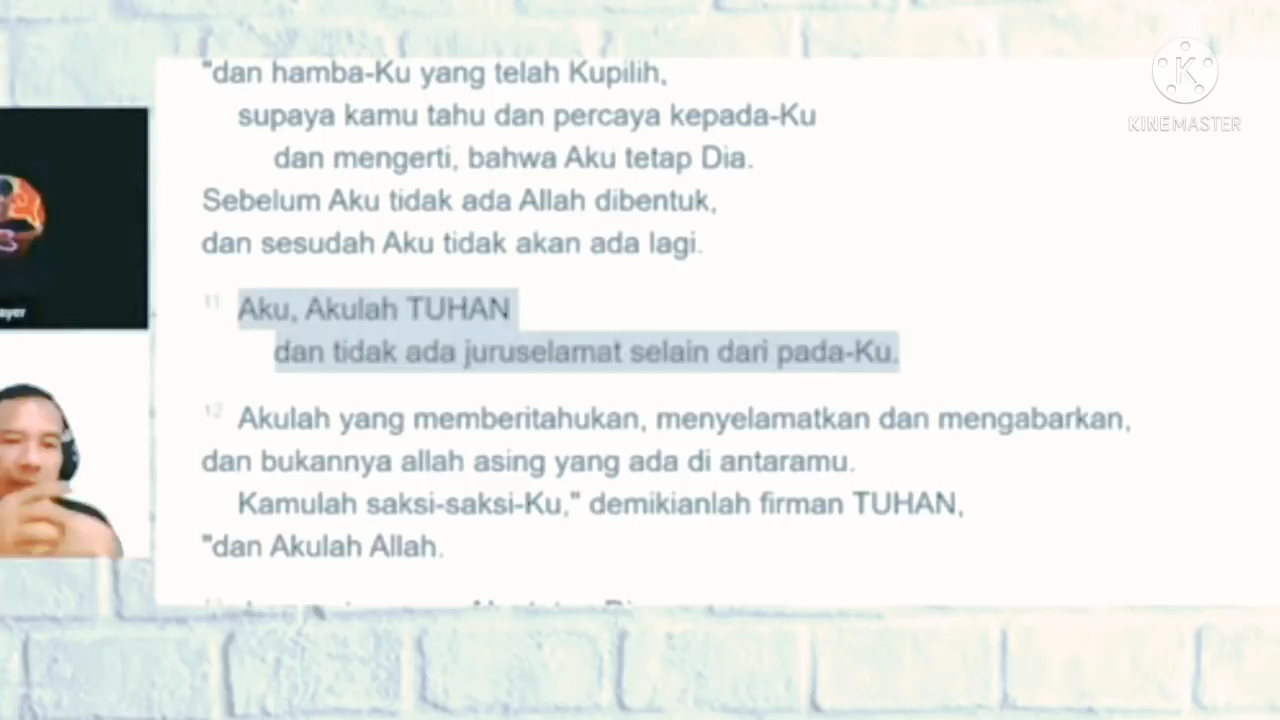 "dan hamba-Ku yang telah Kupilih,
supaya kamu tahu dan percaya kepada-Ku
dan mengerti, bahwa Aku tetap Dia.
Sebelum Aku tidak ada Allah dibentuk,
dan sesudah Aku tidak akan ada lagi.
11 Aku, Akulah TUHAN
dan tidak ada juruselamat selain dari pada-Ku.
12 Akulah yang memberitahukan, menyelamatkan dan mengabarkan,
dan bukannya allah asing yang ada di antaramu.
Kamulah saksi-saksi-Ku," demikianlah firman TUHAN,
"dan Akulah Allah.
K
KINEMASTER